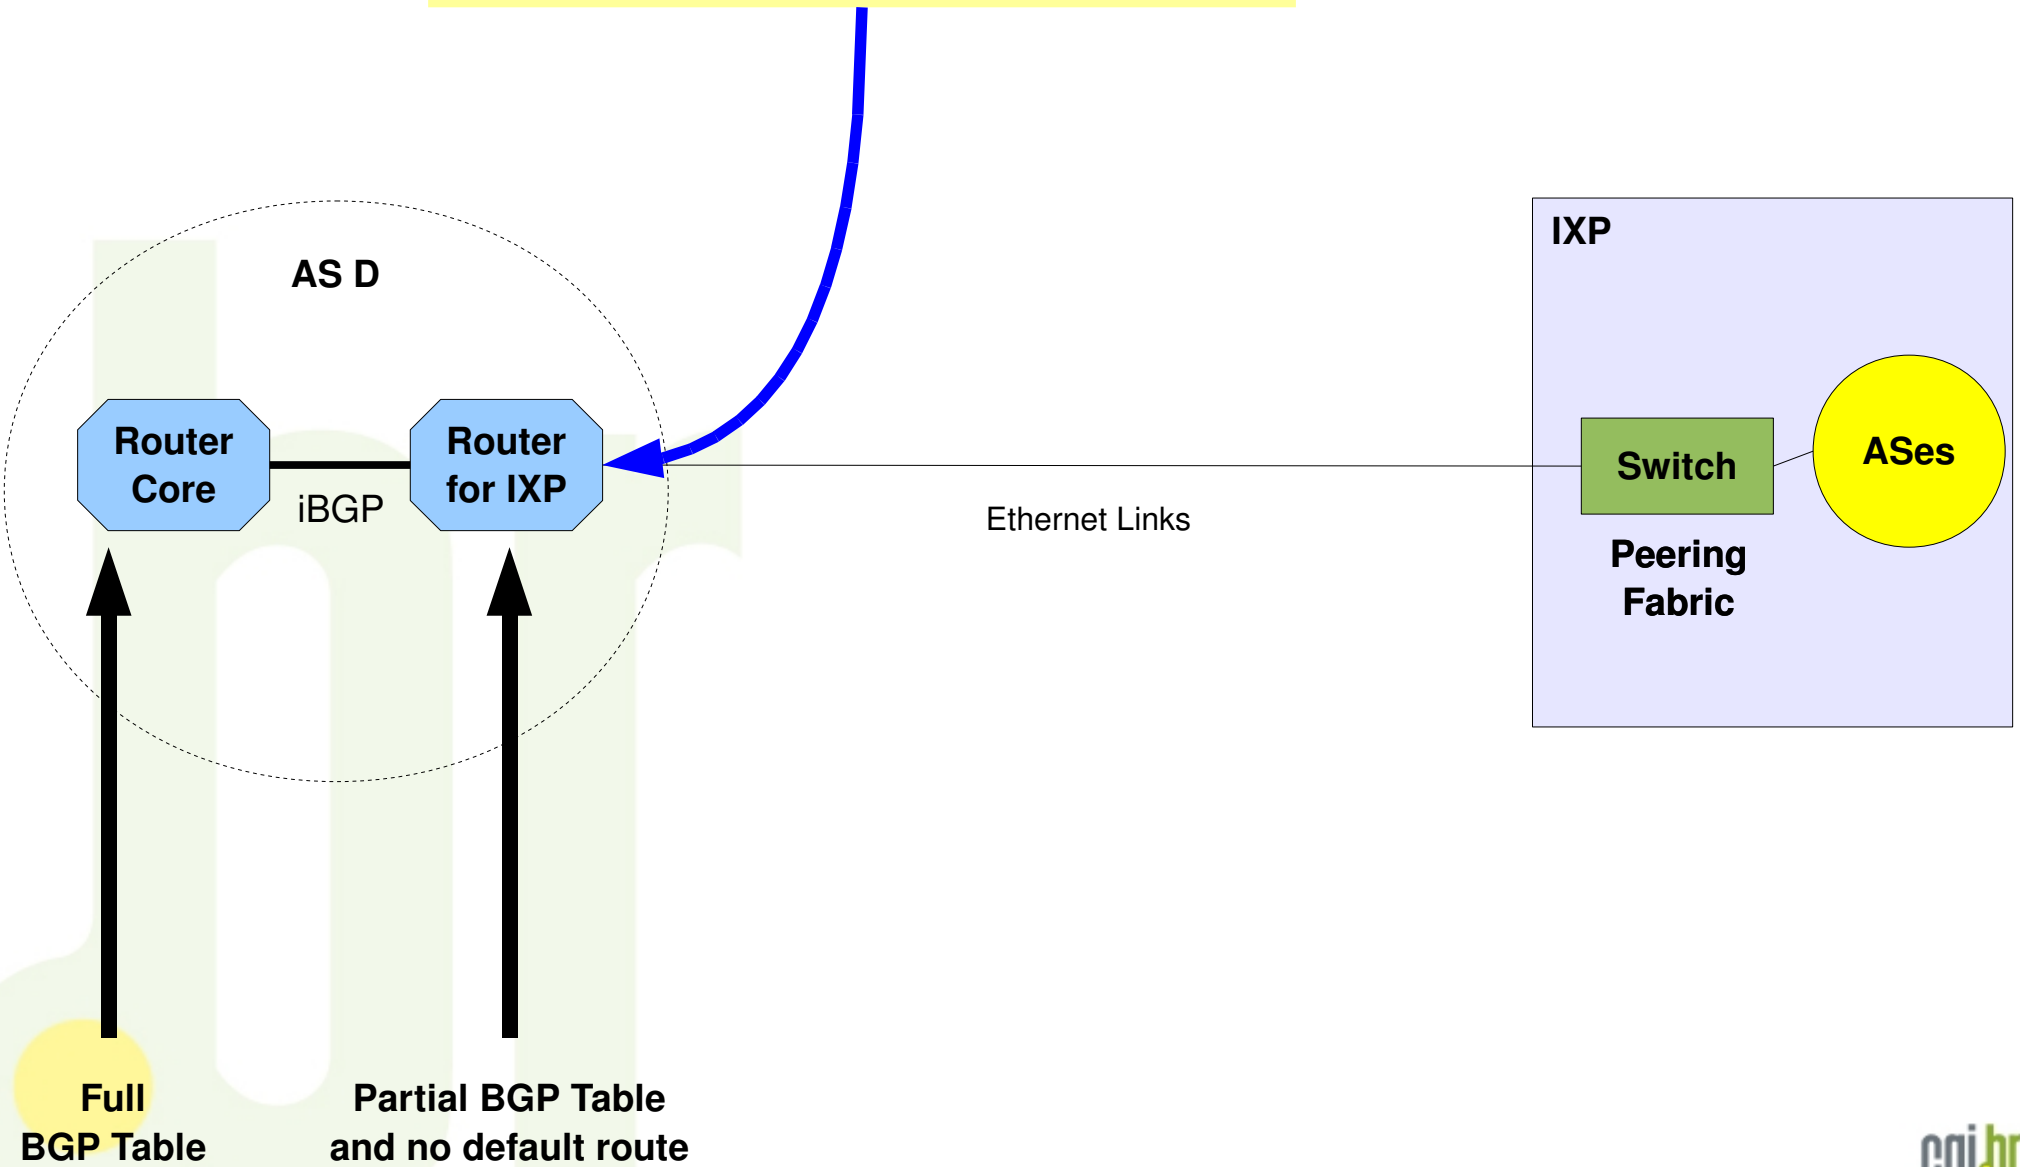 IXP
AS D
Router
Core
Router
for IXP
iBGP
Ethernet Links
Switch
ASes
Peering
Fabric
Full
BGP Table
Partial BGP Table
and no default route